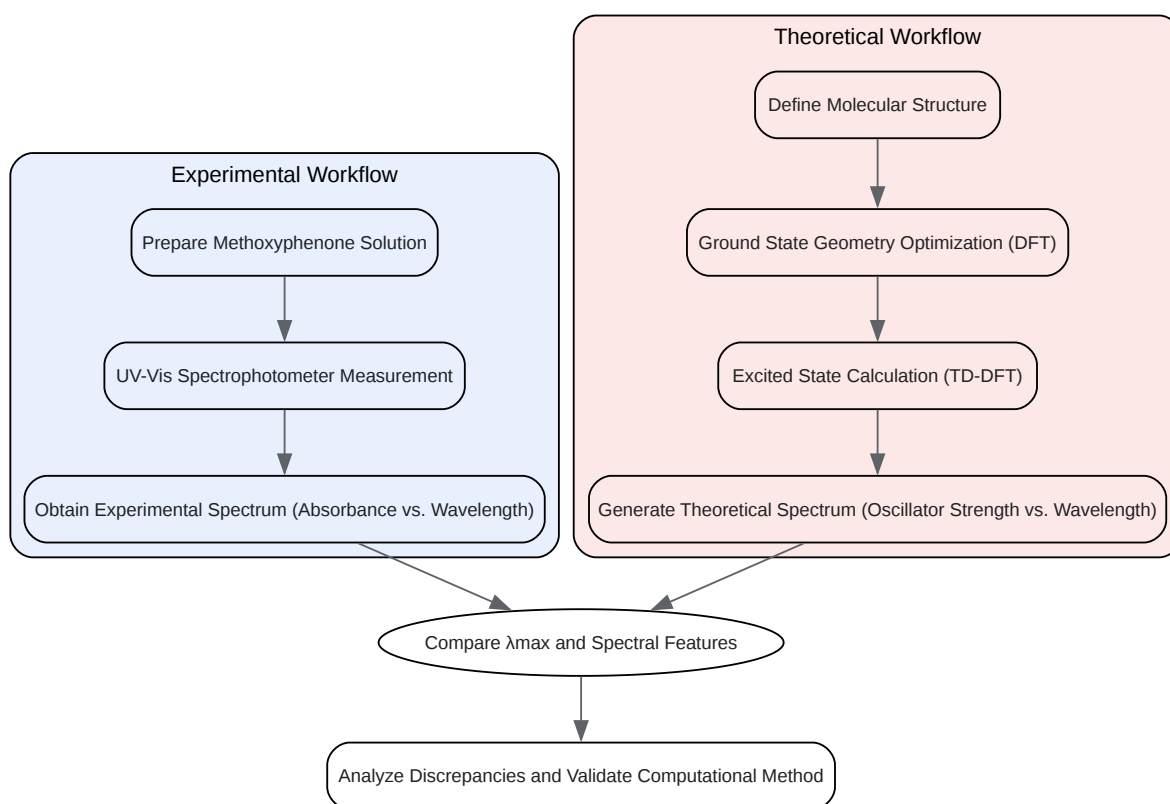 Theoretical Workflow
Define Molecular Structure
Experimental Workflow
Prepare Methoxyphenone Solution
Ground State Geometry Optimization (DFT)
UV-Vis Spectrophotometer Measurement
Excited State Calculation (TD-DFT)
Obtain Experimental Spectrum (Absorbance vs. Wavelength)
Generate Theoretical Spectrum (Oscillator Strength vs. Wavelength)
Compare λmax and Spectral Features
Analyze Discrepancies and Validate Computational Method